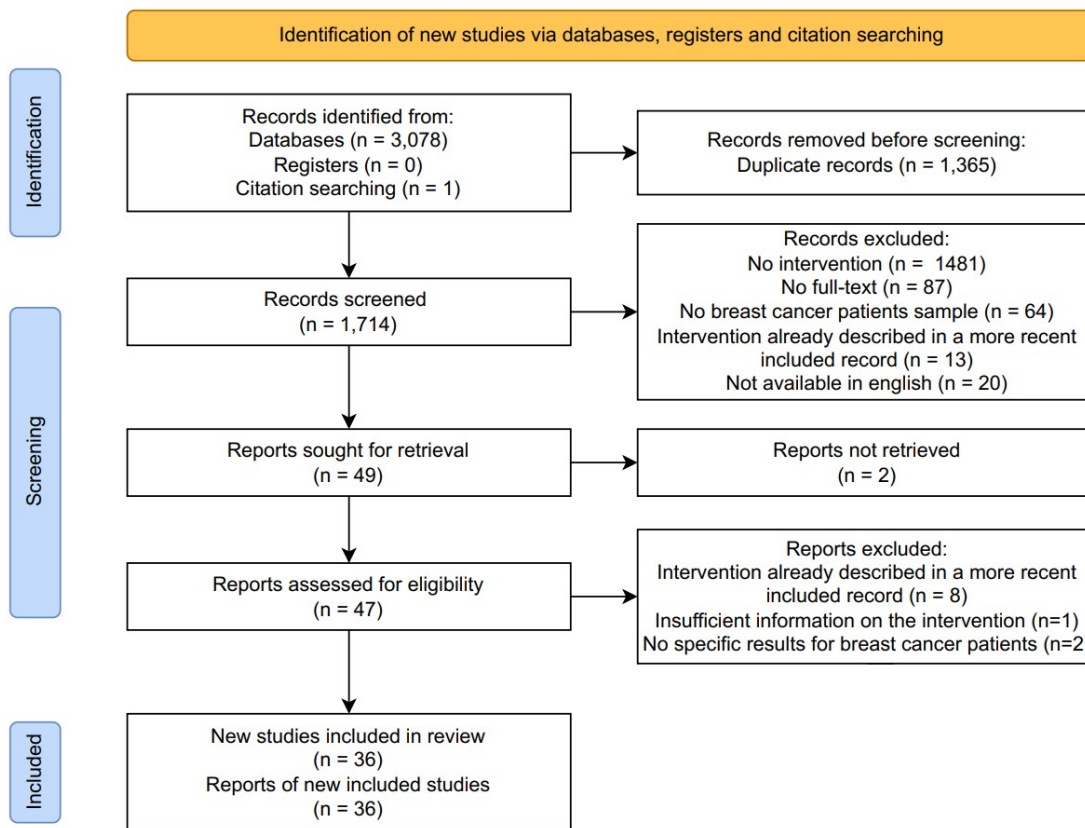 Identification of new studies via databases, registers and citation searching
Identification
Records identified from:
Databases (n = 3,078)
Registers (n = 0)
Citation searching (n = 1)
Records removed before screening:
Duplicate records (n = 1,365)
Screening
Records screened
(n = 1,714)
Records excluded:
No intervention (n =  1481)
No full-text (n = 87)
No breast cancer patients sample (n = 64)
Intervention already described in a more recent
included record (n = 13)
Not available in english (n = 20)
Reports sought for retrieval
(n = 49)
Reports not retrieved
(n = 2)
Reports assessed for eligibility
(n = 47)
Reports excluded:
Intervention already described in a more recent
included record (n = 8)
Insufficient information on the intervention (n=1)
No specific results for breast cancer patients (n=2
Included
New studies included in review
(n = 36)
Reports of new included studies
(n = 36)